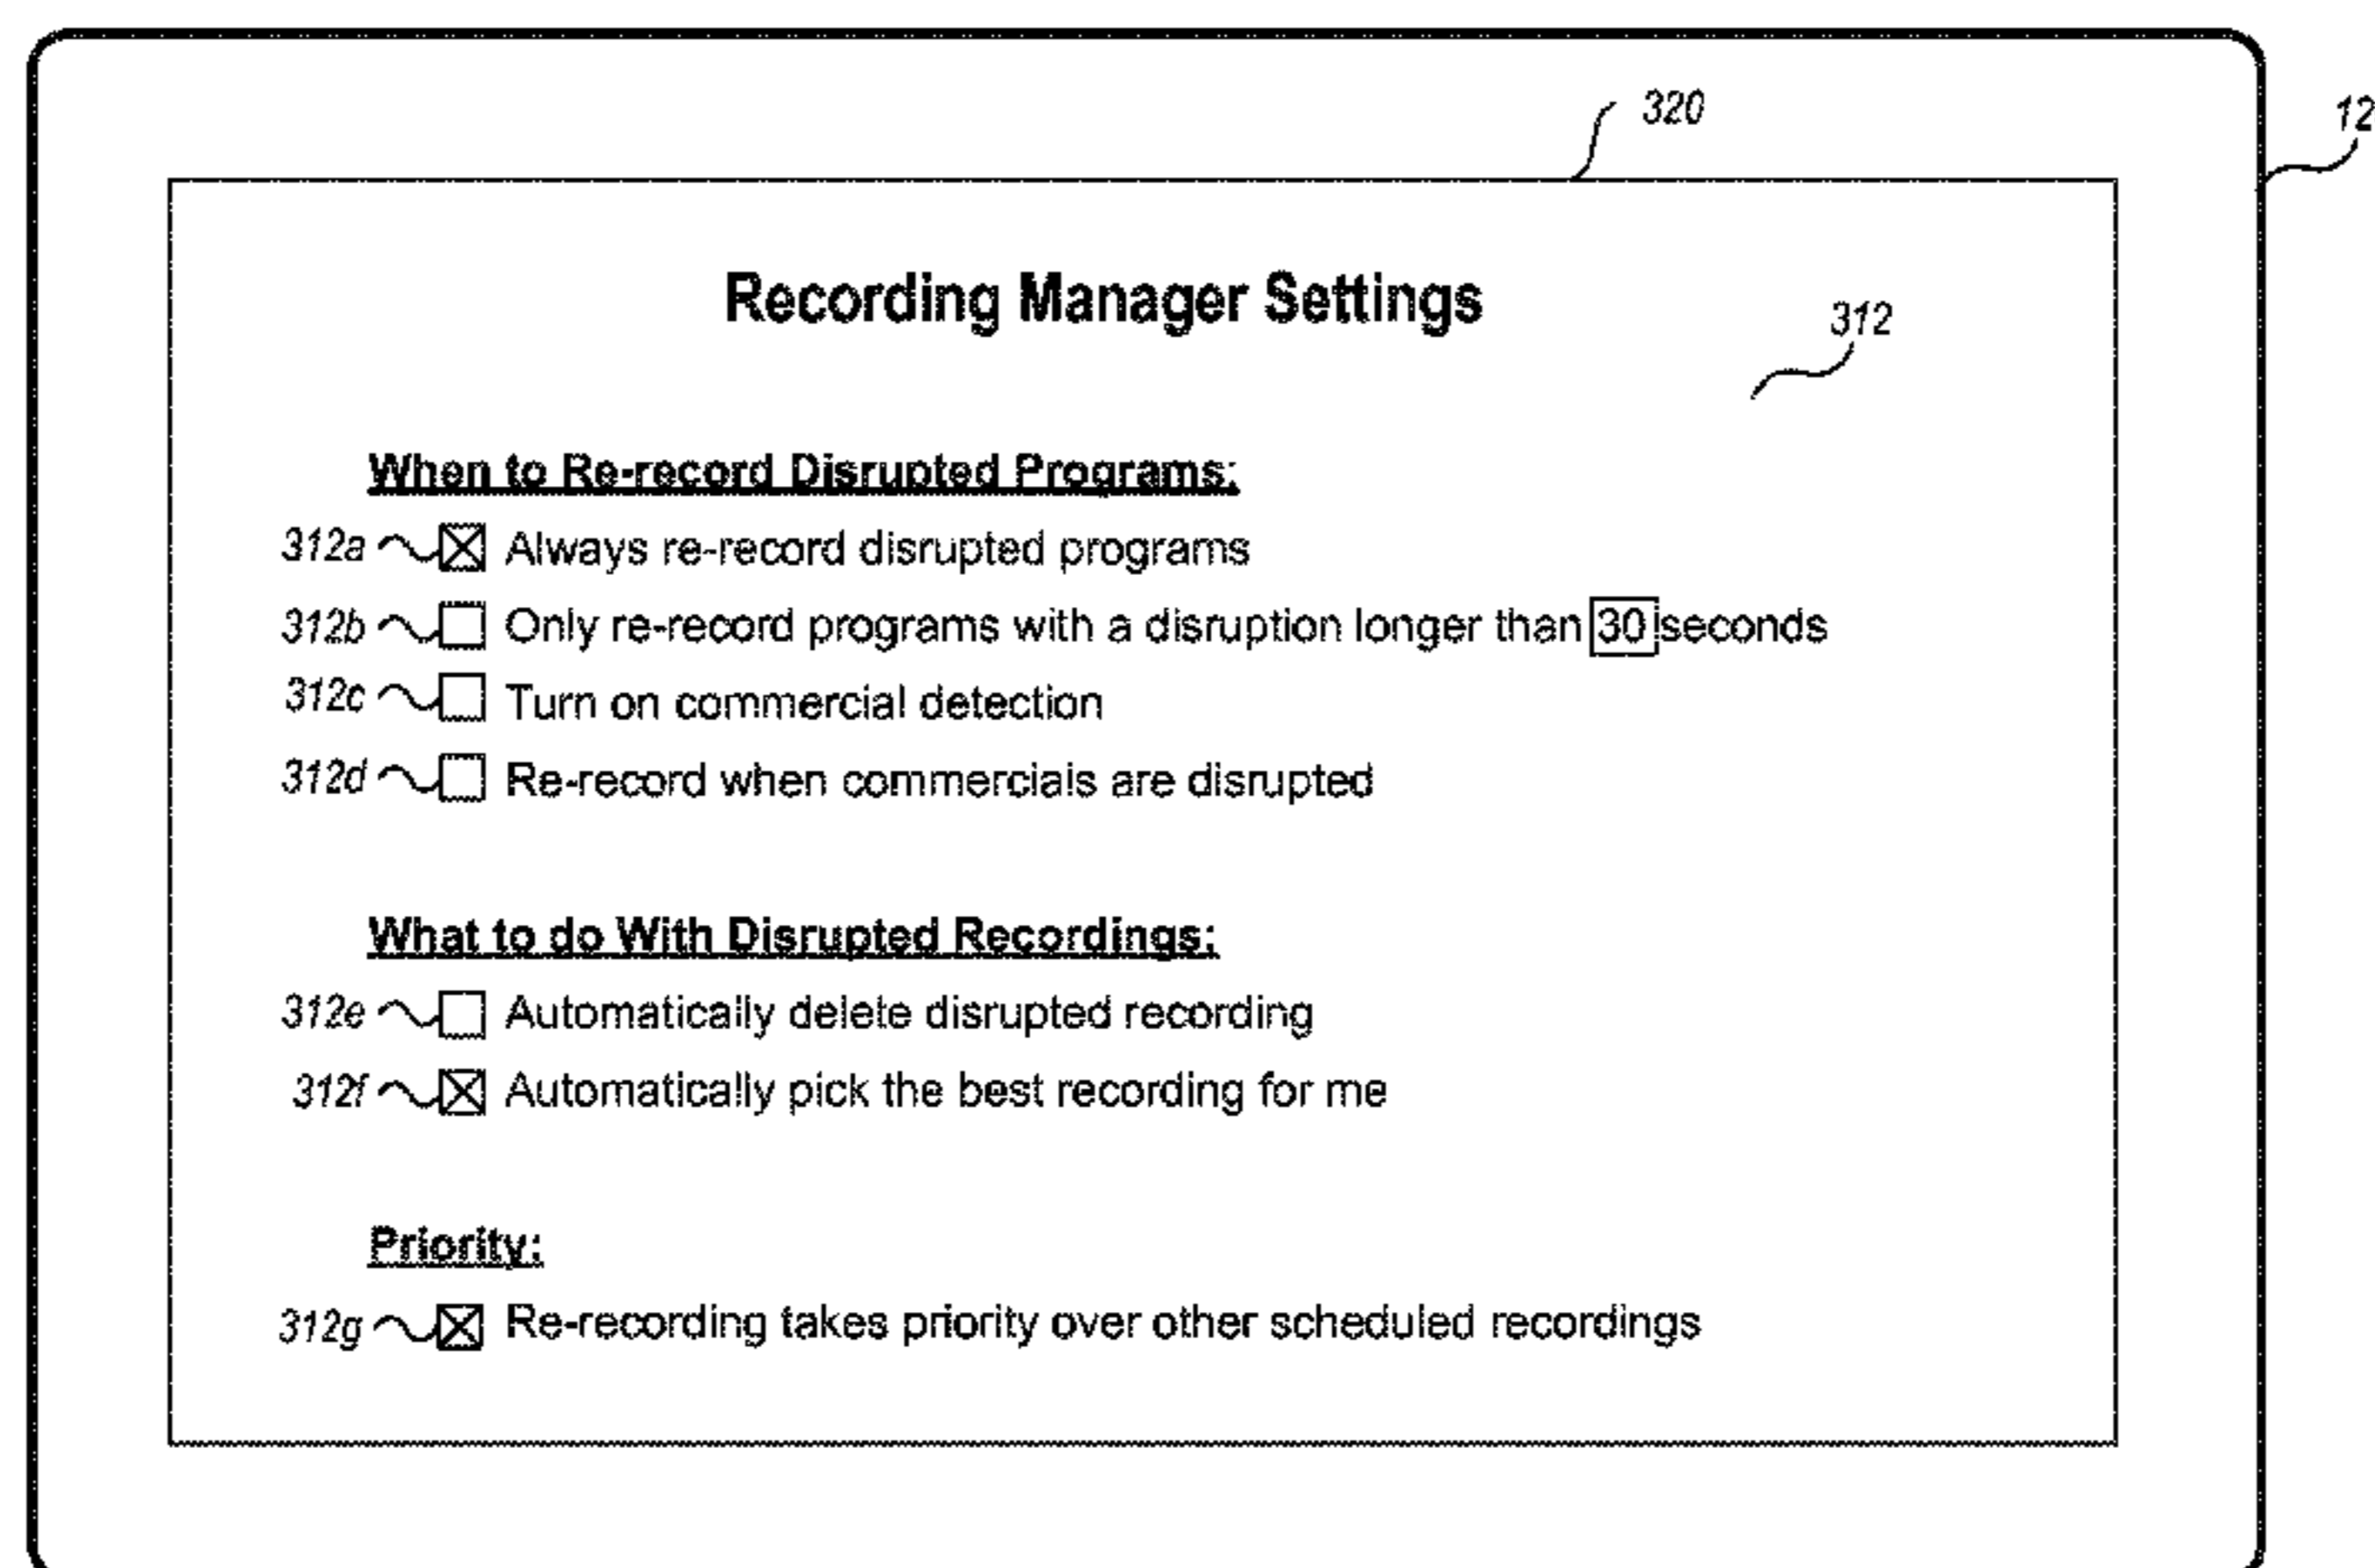 320
12
Recording Manager Settings
312
When to Re-record Disrupted Programs:
312a Always re-record disrupted programs
312b Only re-record programs with a disruption longer than 30 seconds
312c Turn on commercial detection
312d Re-record when commercials are disrupted
What to do With Disrupted Recordings:
312e Automatically delete disrupted recording
312f Automatically pick the best recording for me
Priority:
312g Re-recording takes priority over other scheduled recordings